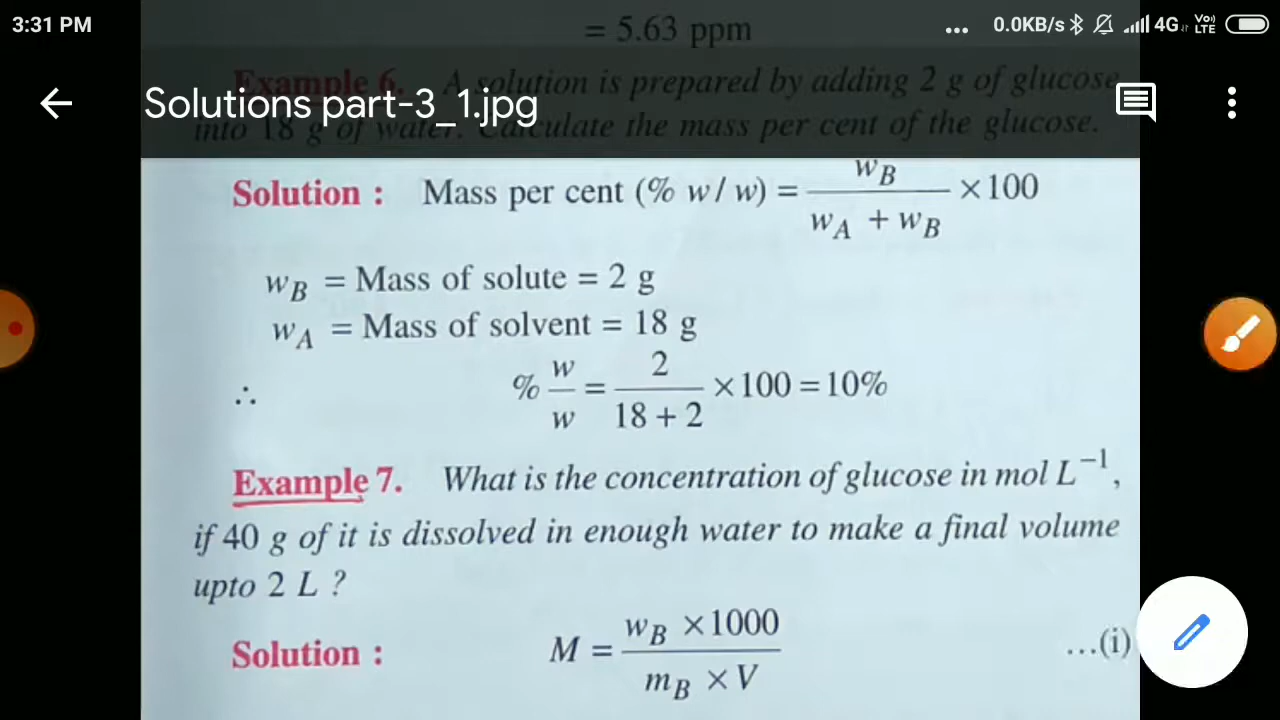 3:31 PM
... 0.0KB/s 4G Vo) LTE
= 5.63 ppm
Example 6. A solution is prepared by adding 2 g of glucose
into 18 g of water. Calculate the mass per cent of the glucose.
Solutions part-3_1.jpg
Solution : Mass per cent (% w/w) = w_B / (w_A + w_B) ×100
w_B = Mass of solute = 2 g
w_A = Mass of solvent = 18 g
∴ % w/w = 2 / (18 + 2) ×100 = 10%
Example 7. What is the concentration of glucose in mol L⁻¹,
if 40 g of it is dissolved in enough water to make a final volume
upto 2 L ?
Solution : M = (w_B ×1000) / (m_B × V) ...(i)